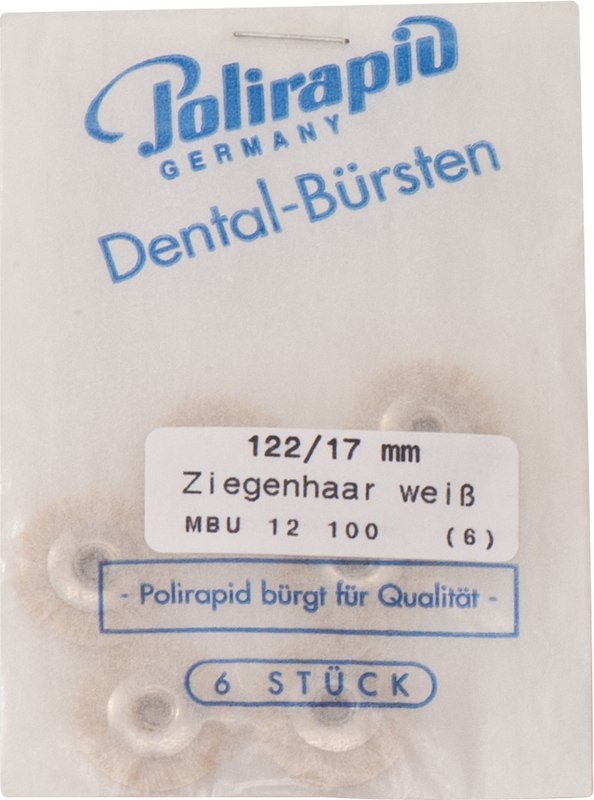 Polirapid
GERMANY
Dental-Bürsten
122/17 mm
Ziegenhaar weiß
MBU 12 100 (6)
- Polirapid bürgt für Qualität -
6 STÜCK